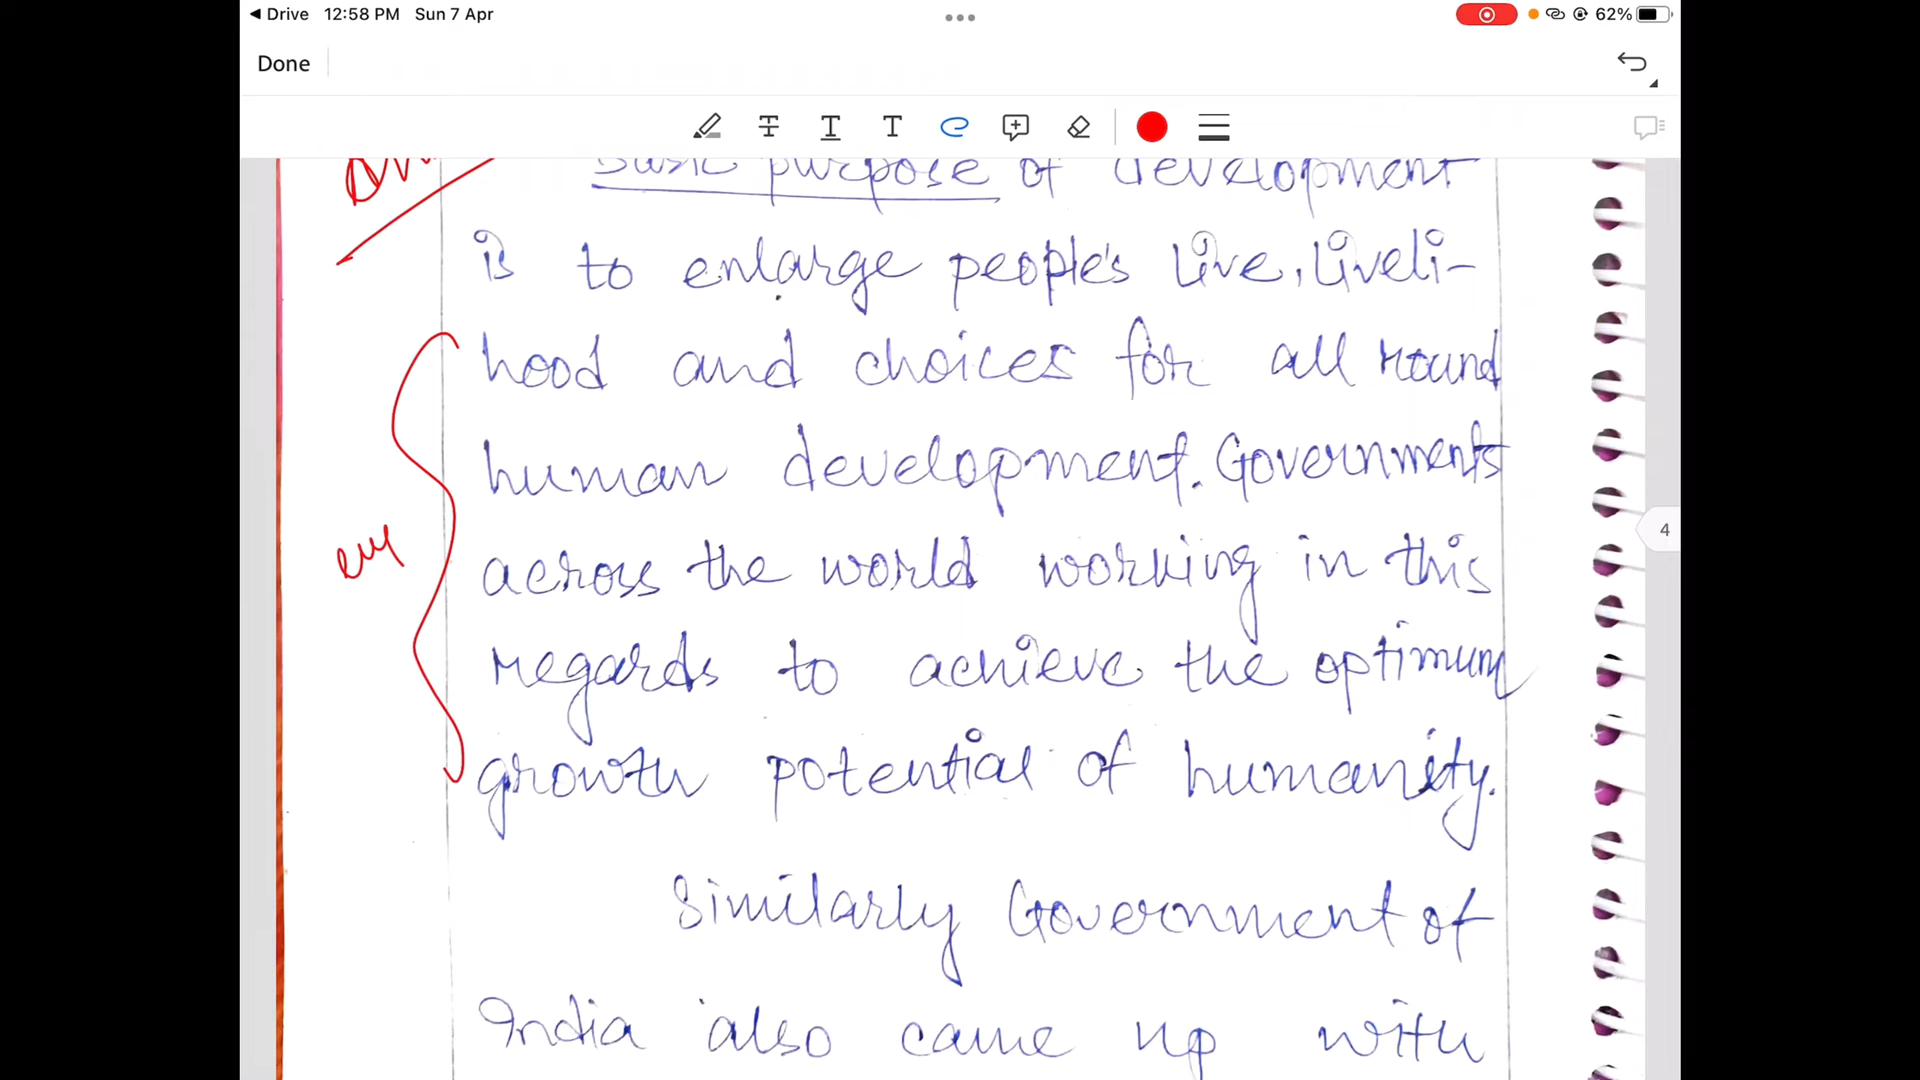 Drive 12:58 PM Sun 7 Apr
62%
Done
T T T
Basic purpose of development
is to enlarge people's live, liveli-
hood and choices for all round
human development. Governments
across the world working in this
regards to achieve the optimum
growth potential of humanity.
4
Similarly Government of
India also came up with